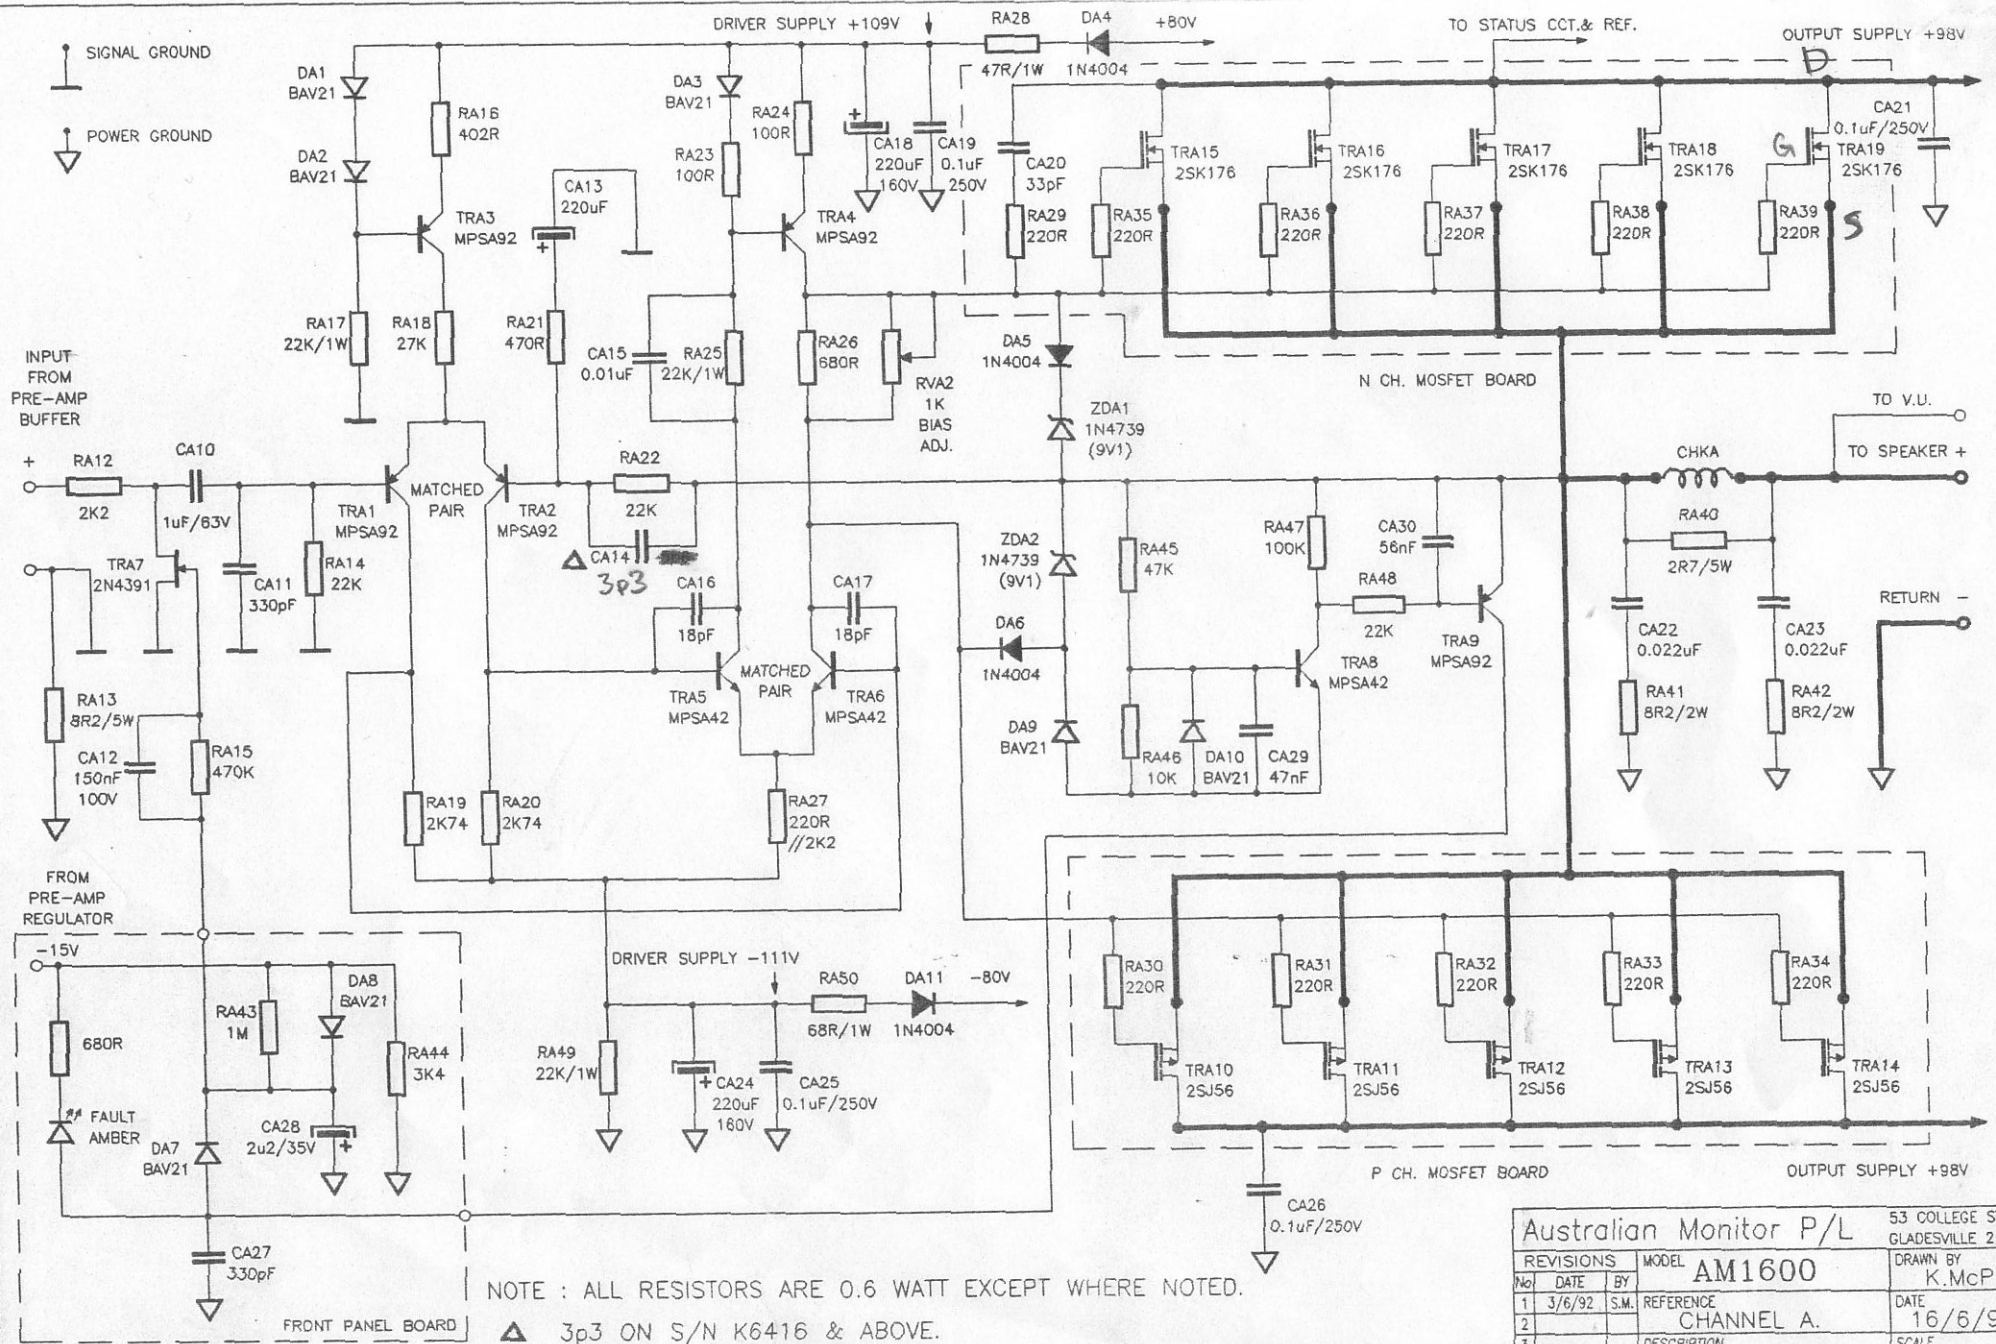 DRIVER SUPPLY +109V
RA28
DA4
+80V
TO STATUS CCT.& REF.
OUTPUT SUPPLY +98V
D
SIGNAL GROUND
47R/1W
1N4004
DA1
BAV21
DA3
BAV21
RA24
100R
RA16
402R
CA21
0.1uF/250V
POWER GROUND
CA18
220uF
160V
CA19
0.1uF
250V
TRA15
2SK176
TRA16
2SK176
TRA17
2SK176
TRA18
2SK176
G
TRA19
2SK176
DA2
BAV21
RA23
100R
CA20
33pF
CA13
220uF
TRA3
MPSA92
TRA4
MPSA92
RA29
220R
RA35
220R
RA36
220R
RA37
220R
RA38
220R
RA39
220R
S
+
RA17
22K/1W
RA18
27K
RA21
470R
CA15
0.01uF
RA25
22K/1W
RA26
680R
DA5
1N4004
INPUT
FROM
PRE-AMP
BUFFER
RVA2
1K
BIAS
ADJ.
N CH. MOSFET BOARD
ZDA1
1N4739
(9V1)
TO V.U.
+
RA12
2K2
CA10
1uF/63V
MATCHED
PAIR
RA22
22K
CHKA
TO SPEAKER +
TRA1
MPSA92
TRA2
MPSA92
RA47
100K
CA30
56nF
RA40
2R7/5W
TRA7
2N4391
CA11
330pF
RA14
22K
CA14
3p3
ZDA2
1N4739
(9V1)
RA45
47K
CA16
18pF
CA17
18pF
RA48
22K
RETURN -
DA6
1N4004
CA22
0.022uF
CA23
0.022uF
TRA9
MPSA92
TRA8
MPSA42
MATCHED
PAIR
TRA5
MPSA42
TRA6
MPSA42
RA13
8R2/5W
RA41
8R2/2W
RA42
8R2/2W
DA9
BAV21
CA12
150nF
100V
RA15
470K
RA46
10K
DA10
BAV21
CA29
47nF
RA19
2K74
RA20
2K74
RA27
220R
//2K2
FROM
PRE-AMP
REGULATOR
-15V
DRIVER SUPPLY -111V
RA50
68R/1W
DA11
1N4004
-80V
RA30
220R
RA31
220R
RA32
220R
RA33
220R
RA34
220R
DA8
BAV21
RA43
1M
680R
RA44
3K4
RA49
22K/1W
+
CA24
220uF
160V
CA25
0.1uF/250V
TRA10
2SJ56
TRA11
2SJ56
TRA12
2SJ56
TRA13
2SJ56
TRA14
2SJ56
FAULT
AMBER
CA28
2u2/35V
+
DA7
BAV21
P CH. MOSFET BOARD
OUTPUT SUPPLY +98V
CA26
0.1uF/250V
CA27
330pF
FRONT PANEL BOARD
NOTE : ALL RESISTORS ARE 0.6 WATT EXCEPT WHERE NOTED.
3p3 ON S/N K6416 & ABOVE.
Australian Monitor P/L
53 COLLEGE S
GLADESVILLE 2
REVISIONS
MODEL AM1600
DRAWN BY
K.McP
No DATE BY
1 3/6/92 S.M.
REFERENCE
CHANNEL A.
DATE
16/6/9
2